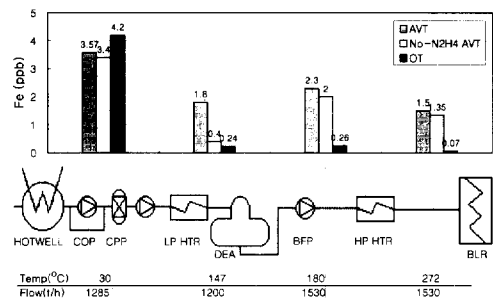 Fe (ppb)
5
4
3
2
1
0
AVT
No-N2H4 AVT
OT
3.57 3.4 4.2
1.8 0.4 0.24
2.3 2 0.26
1.5 1.35 0.07
HOTWELL COP CPP LP HTR DEA BFP HP HTR BLR
Temp(°C) 30 147 180 272
Flow(t/h) 1285 1200 1530 1530